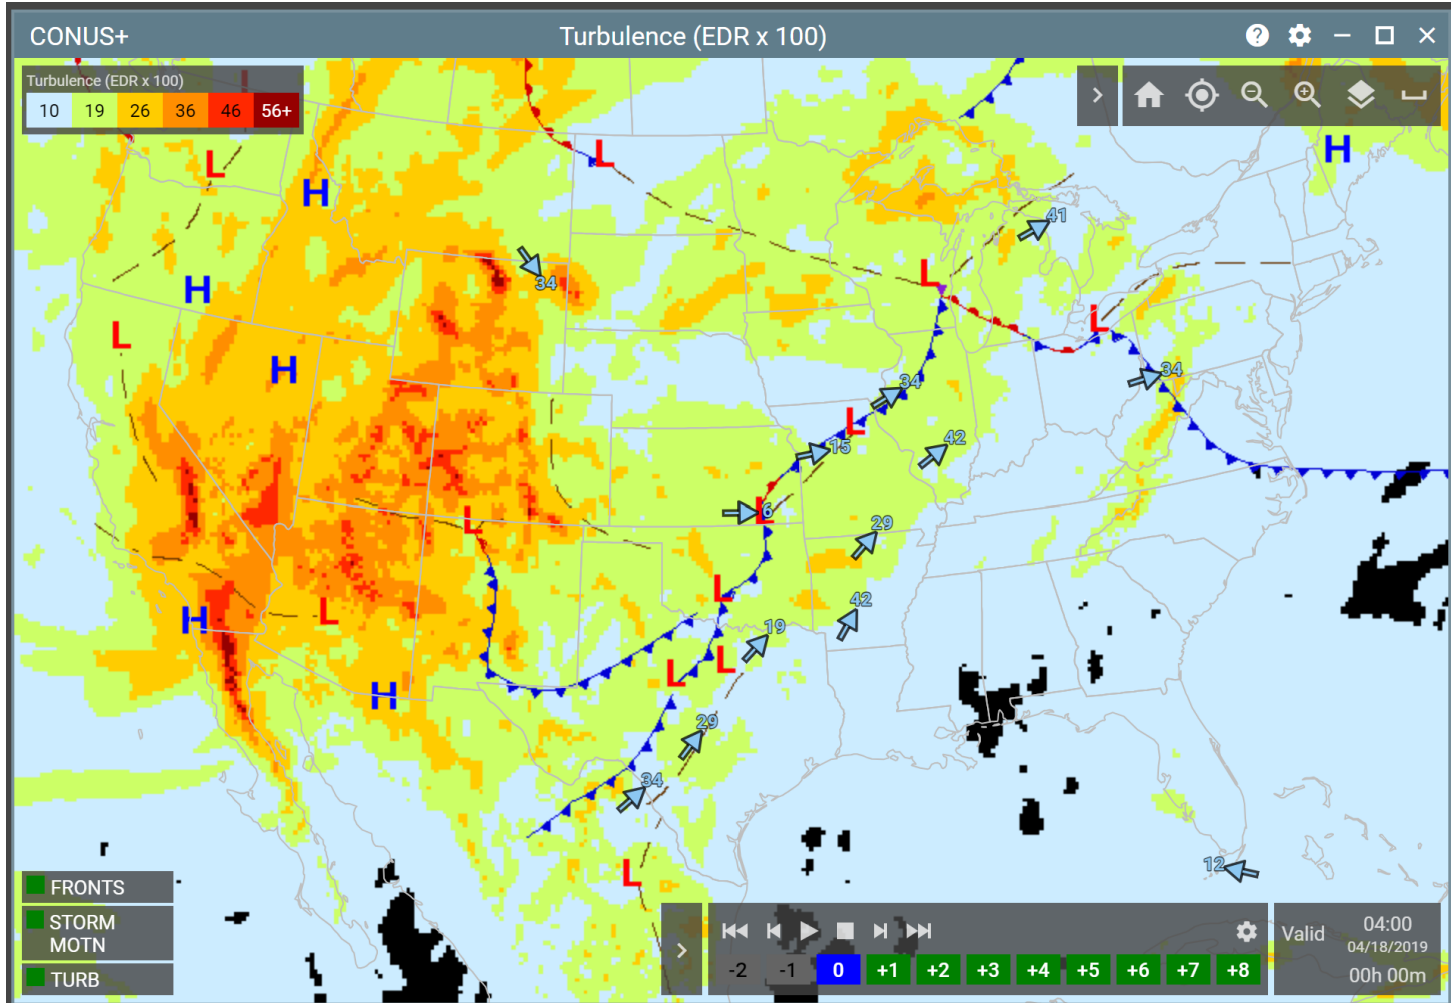 CONUS+ Turbulence (EDR x 100)
Turbulence (EDR x 100)
10 19 26 36 46 56+
L
L
H
L
H
41
H
34
L
L
L
H
34
34
L
42
15
L
6
L
29
L
42
L
H
19
L
L
H
29
34
L
12
FRONTS
STORM
MOTN
TURB
-2 -1 0 +1 +2 +3 +4 +5 +6 +7 +8
Valid
04:00
04/18/2019
00h 00m